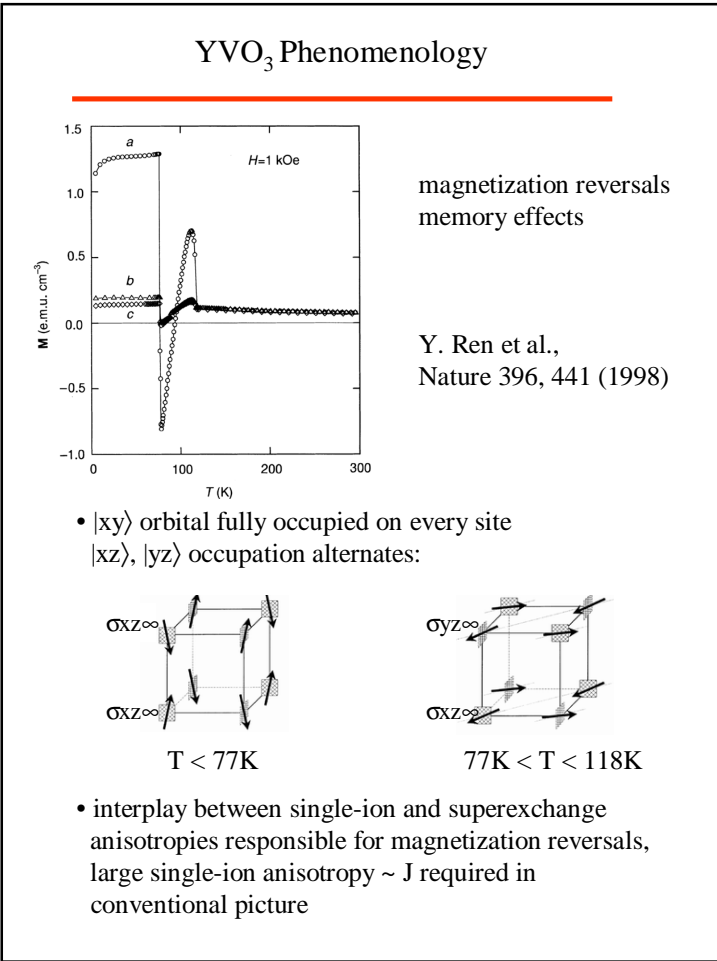 YVO₃ Phenomenology
1.5
1.0
0.5
0.0
−0.5
−1.0
M (e.m.u. cm⁻³)
a
b
c
H=1 kOe
0
100
200
300
T (K)
magnetization reversals
memory effects
Y. Ren et al.,
Nature 396, 441 (1998)
• |xy⟩ orbital fully occupied on every site
|xz⟩, |yz⟩ occupation alternates:
σxz∞
σxz∞
T < 77K
σyz∞
σxz∞
77K < T < 118K
• interplay between single-ion and superexchange
anisotropies responsible for magnetization reversals,
large single-ion anisotropy ~ J required in
conventional picture